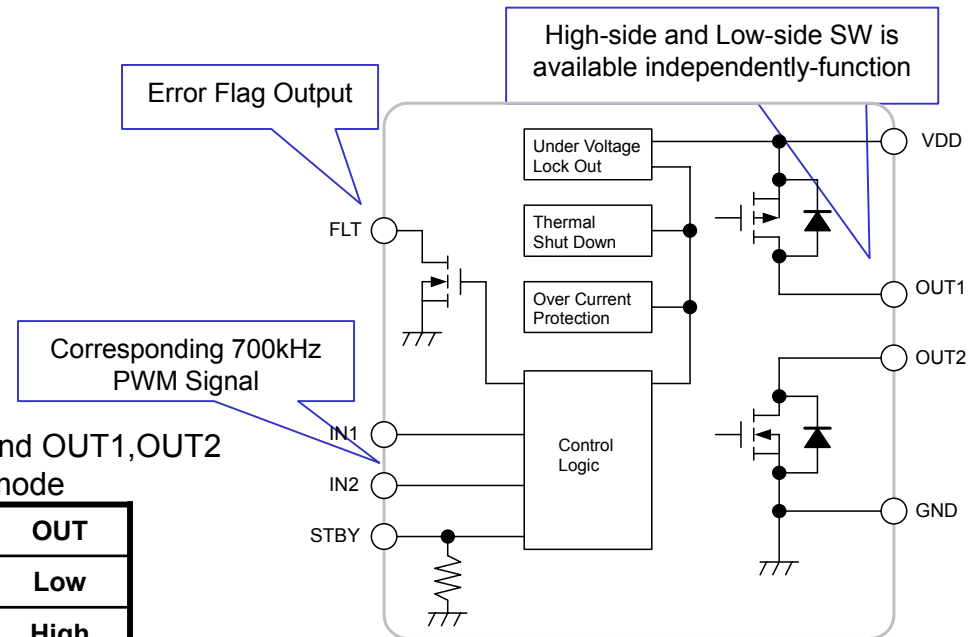 High-side and Low-side SW is
available independently-function
Error Flag Output
VDD
Under Voltage
Lock Out
FLT
Thermal
Shut Down
OUT1
Over Current
Protection
Corresponding 700kHz
PWM Signal
OUT2
IN1
Control
Logic
nd OUT1,OUT2
mode
IN2
OUT
GND
STBY
Low
High